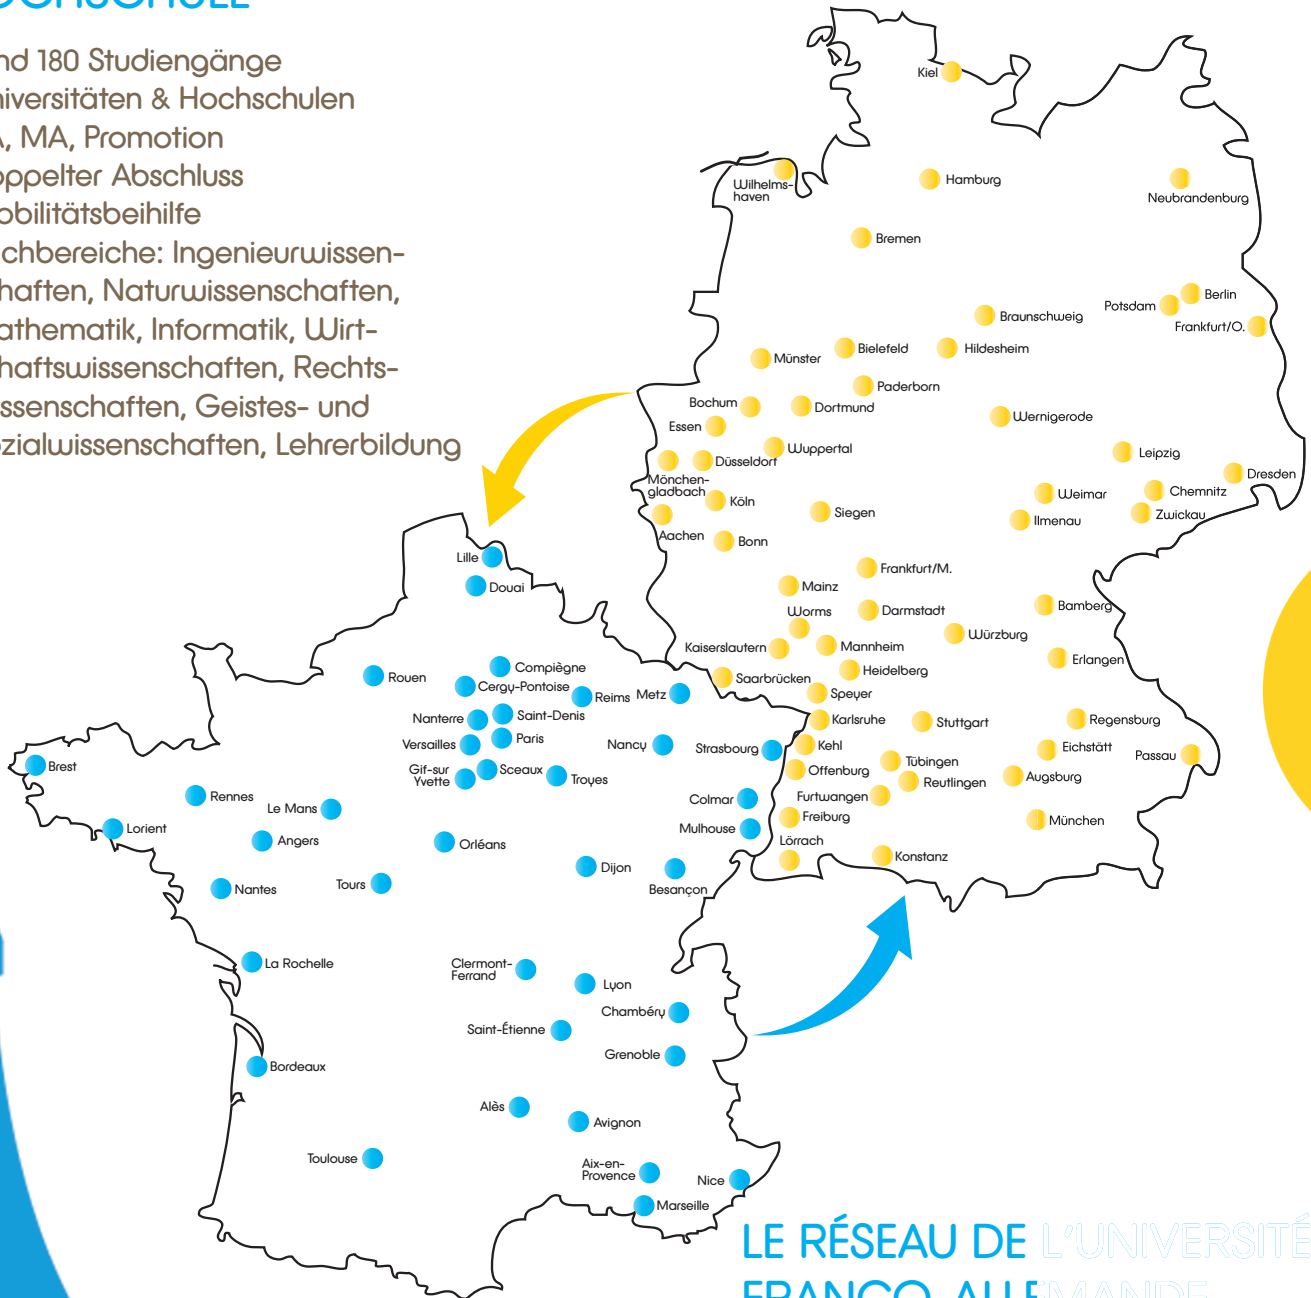 nd 180 Studiengänge
niversitäten & Hochschulen
A, MA, Promotion
oppelter Abschluss
obilitätsbeihilfe
chbereiche: Ingenieurwissen-
haften, Naturwissenschaften,
athematik, Informatik, Wirt-
haftswissenschaften, Rechts-
issenschaften, Geistes- und
ozialwissenschaften, Lehrerbildung
Kiel
Wilhelms-
haven
Hamburg
Neubrandenburg
Bremen
Berlin
Potsdam
Frankfurt/O.
Braunschweig
Münster
Bielefeld
Hildesheim
Paderborn
Bochum
Dortmund
Wernigerode
Essen
Wuppertal
Leipzig
Düsseldorf
Dresden
Mönchen-
gladbach
Köln
Weimar
Chemnitz
Siegen
Ilmenau
Zwickau
Aachen
Bonn
Frankfurt/M.
Mainz
Bamberg
Worms
Darmstadt
Würzburg
Kaiserslautern
Mannheim
Erlangen
Heidelberg
Saarbrücken
Speyer
Karlsruhe
Stuttgart
Regensburg
Kehl
Eichstätt
Passau
Tübingen
Offenburg
Reutlingen
Augsburg
Furtwangen
Freiburg
München
Lörrach
Konstanz
Lille
Douai
Compiègne
Rouen
Cergy-Pontoise
Reims
Metz
Nanterre
Saint-Denis
Versailles
Paris
Nancy
Strasbourg
Gif-sur
Yvette
Sceaux
Troyes
Brest
Rennes
Le Mans
Colmar
Lorient
Angers
Orléans
Mulhouse
Dijon
Nantes
Tours
Besançon
La Rochelle
Clermont-
Ferrand
Lyon
Chambéry
Saint-Étienne
Grenoble
Bordeaux
Alès
Avignon
Toulouse
Aix-en-
Provence
Nice
Marseille
LE RÉSEAU DE L'UNIVERSITÉ
FRANCO-ALLEMANDE